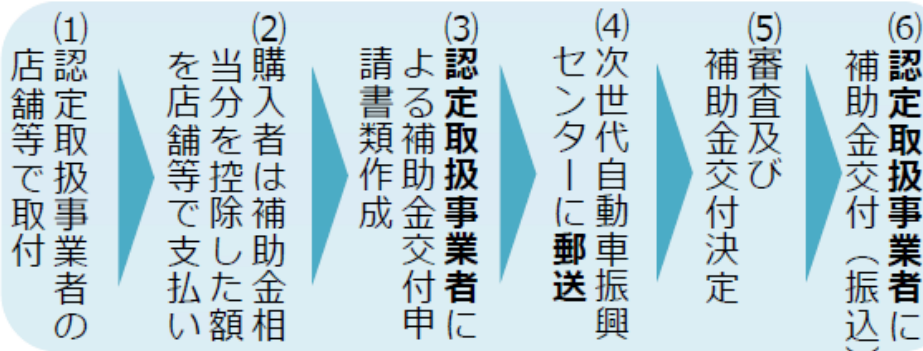 (1)
認定取扱事業者の
店舗等で取付
(2)
購入者は補助金相
当分を控除した額
を店舗等で支払い
(3)
認定取扱事業者に
よる補助金交付申
請書類作成
(4)
次世代自動車振興
センターに郵送
(5)
審査及び
補助金交付決定
(6)
認定取扱事業者に
補助金交付（振込）